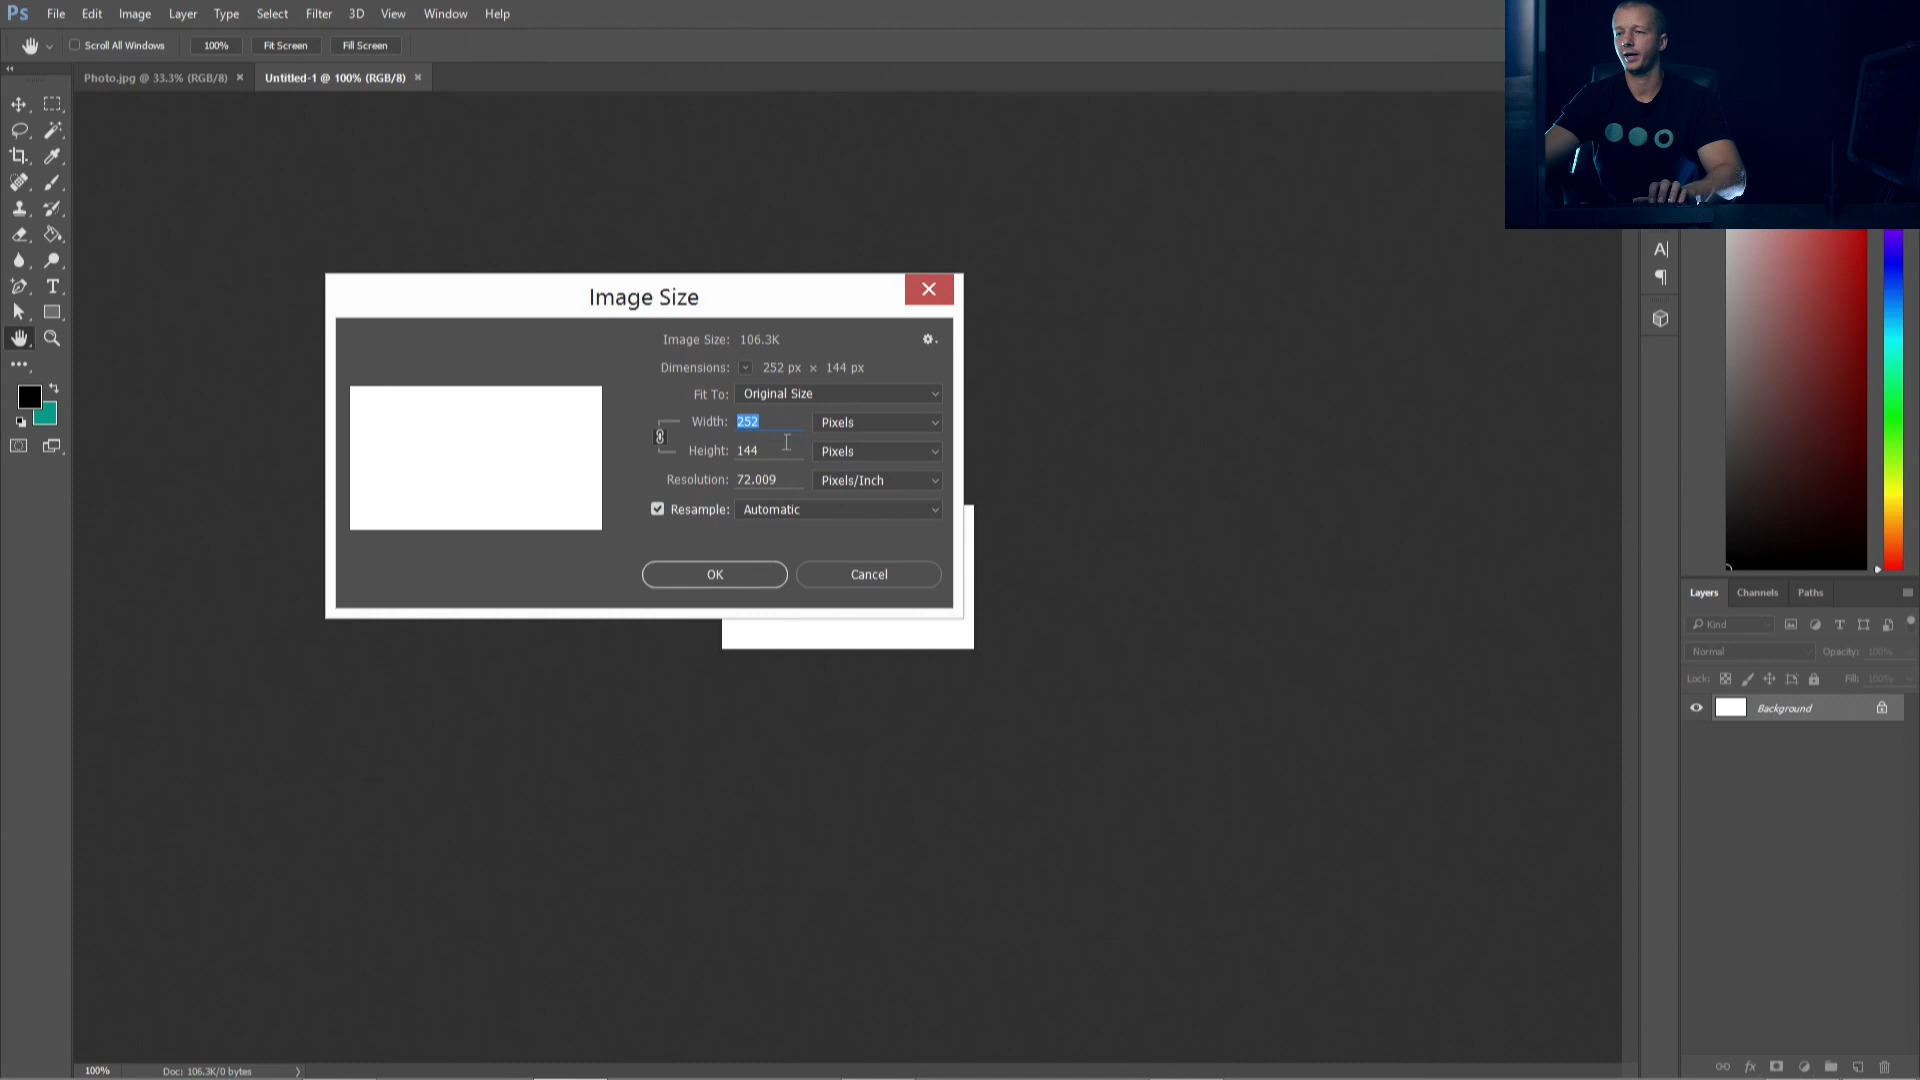 Ps File Edit Image Layer Type Select Filter 3D View Window Help
Scroll All Windows 100% Fit Screen Fill Screen
Photo.jpg @ 33.3% (RGB/8) × Untitled-1 @ 100% (RGB/8) ×
Image Size
Image Size: 106.3K
Dimensions: 252 px × 144 px
Fit To: Original Size
Width: 252 Pixels
Height: 144 Pixels
Resolution: 72.009 Pixels/Inch
Resample: Automatic
OK Cancel
Layers Channels Paths
Kind
Normal Opacity: 100%
Lock: Fill: 100%
Background
100% Doc: 106.3K/0 bytes